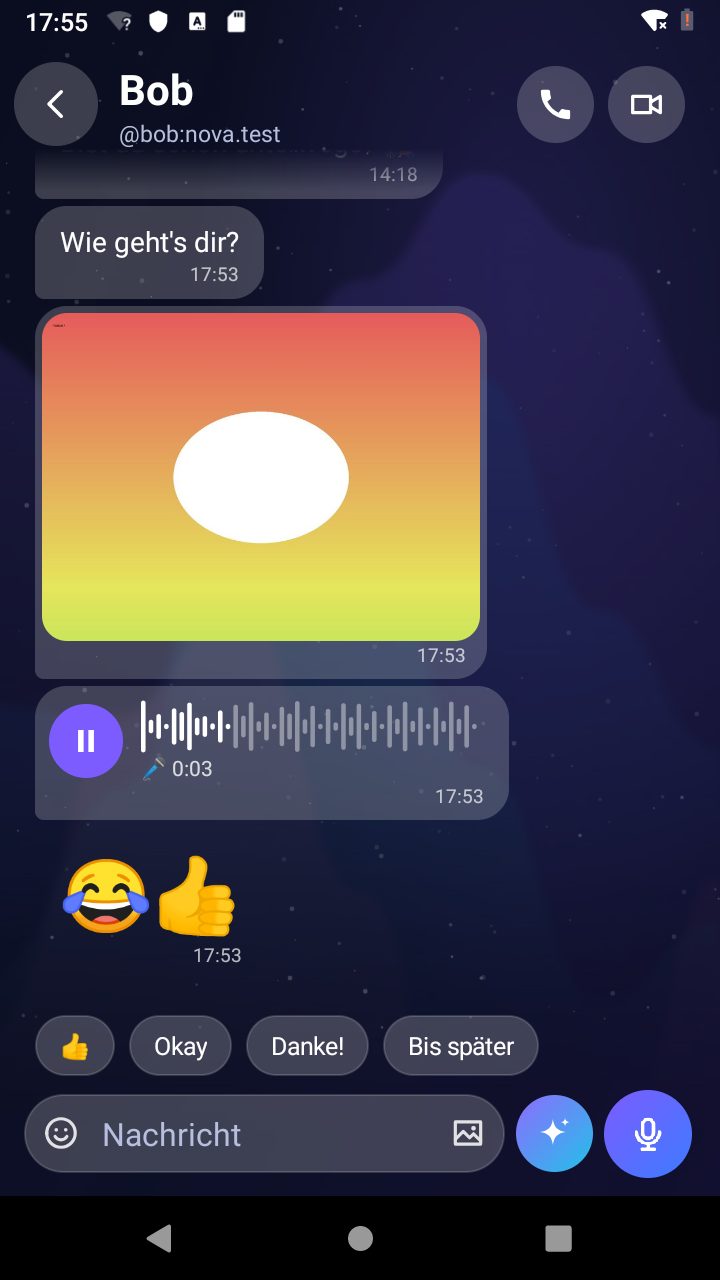 17:55
Bob
@bob:nova.test
14:18
Wie geht's dir?
17:53
17:53
0:03
17:53
😂👍
17:53
👍
Okay
Danke!
Bis später
Nachricht